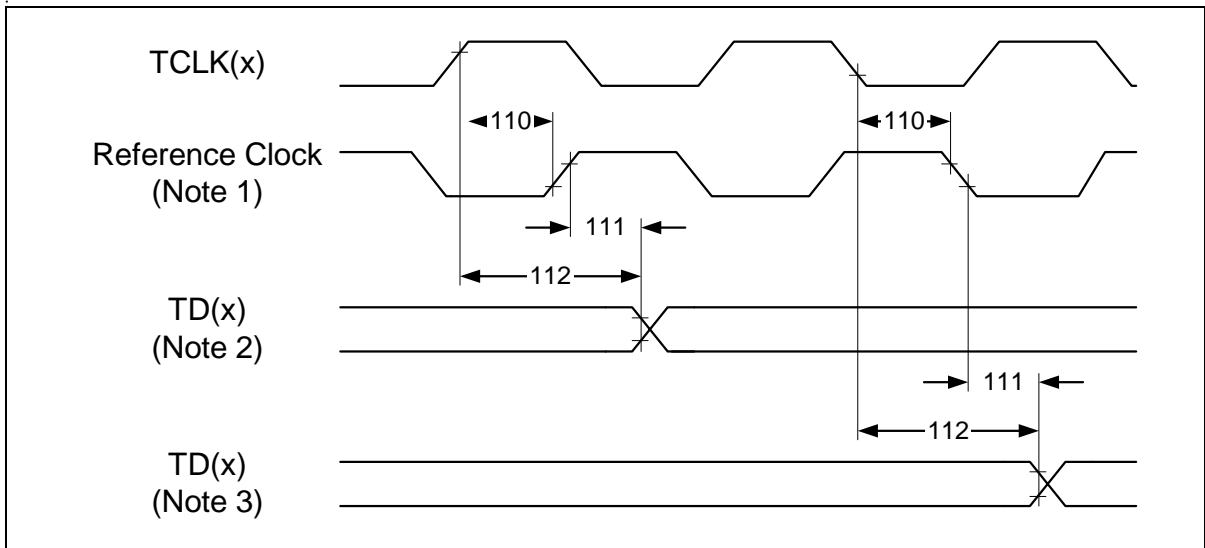 TCLK(x)
110
110
Reference Clock
(Note 1)
111
112
TD(x)
(Note 2)
111
112
TD(x)
(Note 3)